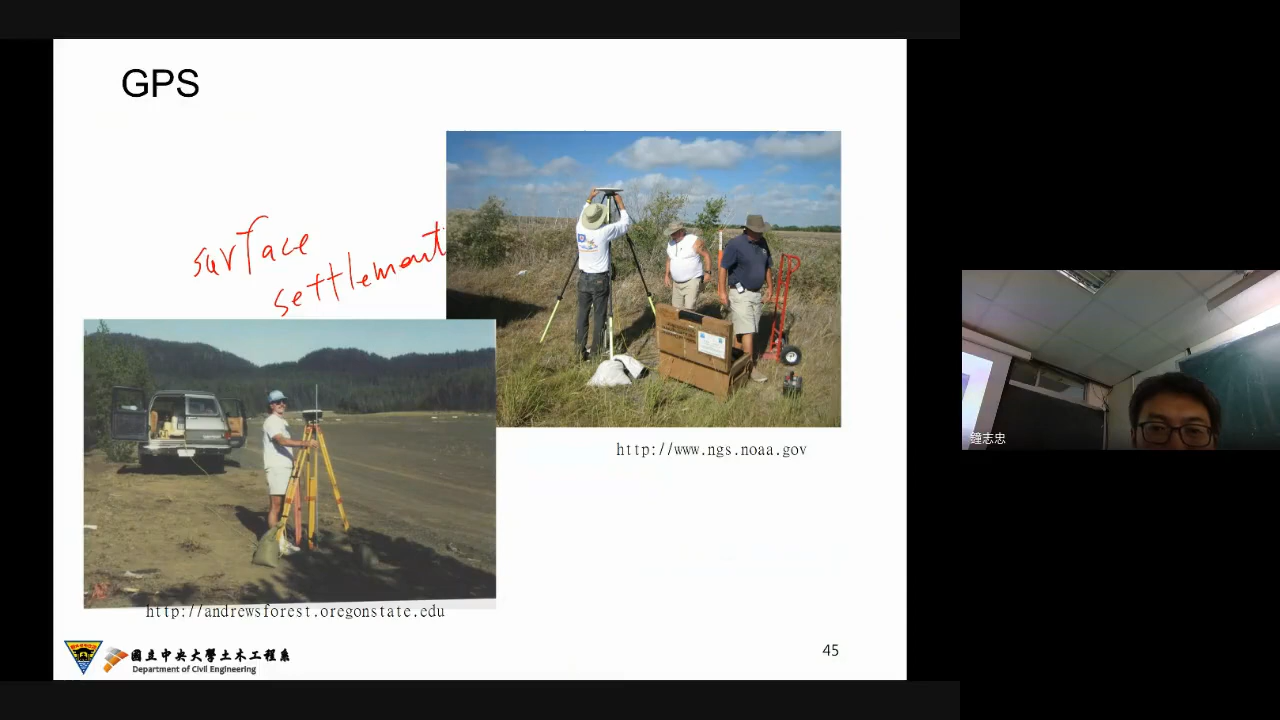 GPS
surface
settlement
http://www.ngs.noaa.gov
http://andrewsforest.oregonstate.edu
國立中央大學土木工程系
Department of Civil Engineering
45
鐘志忠